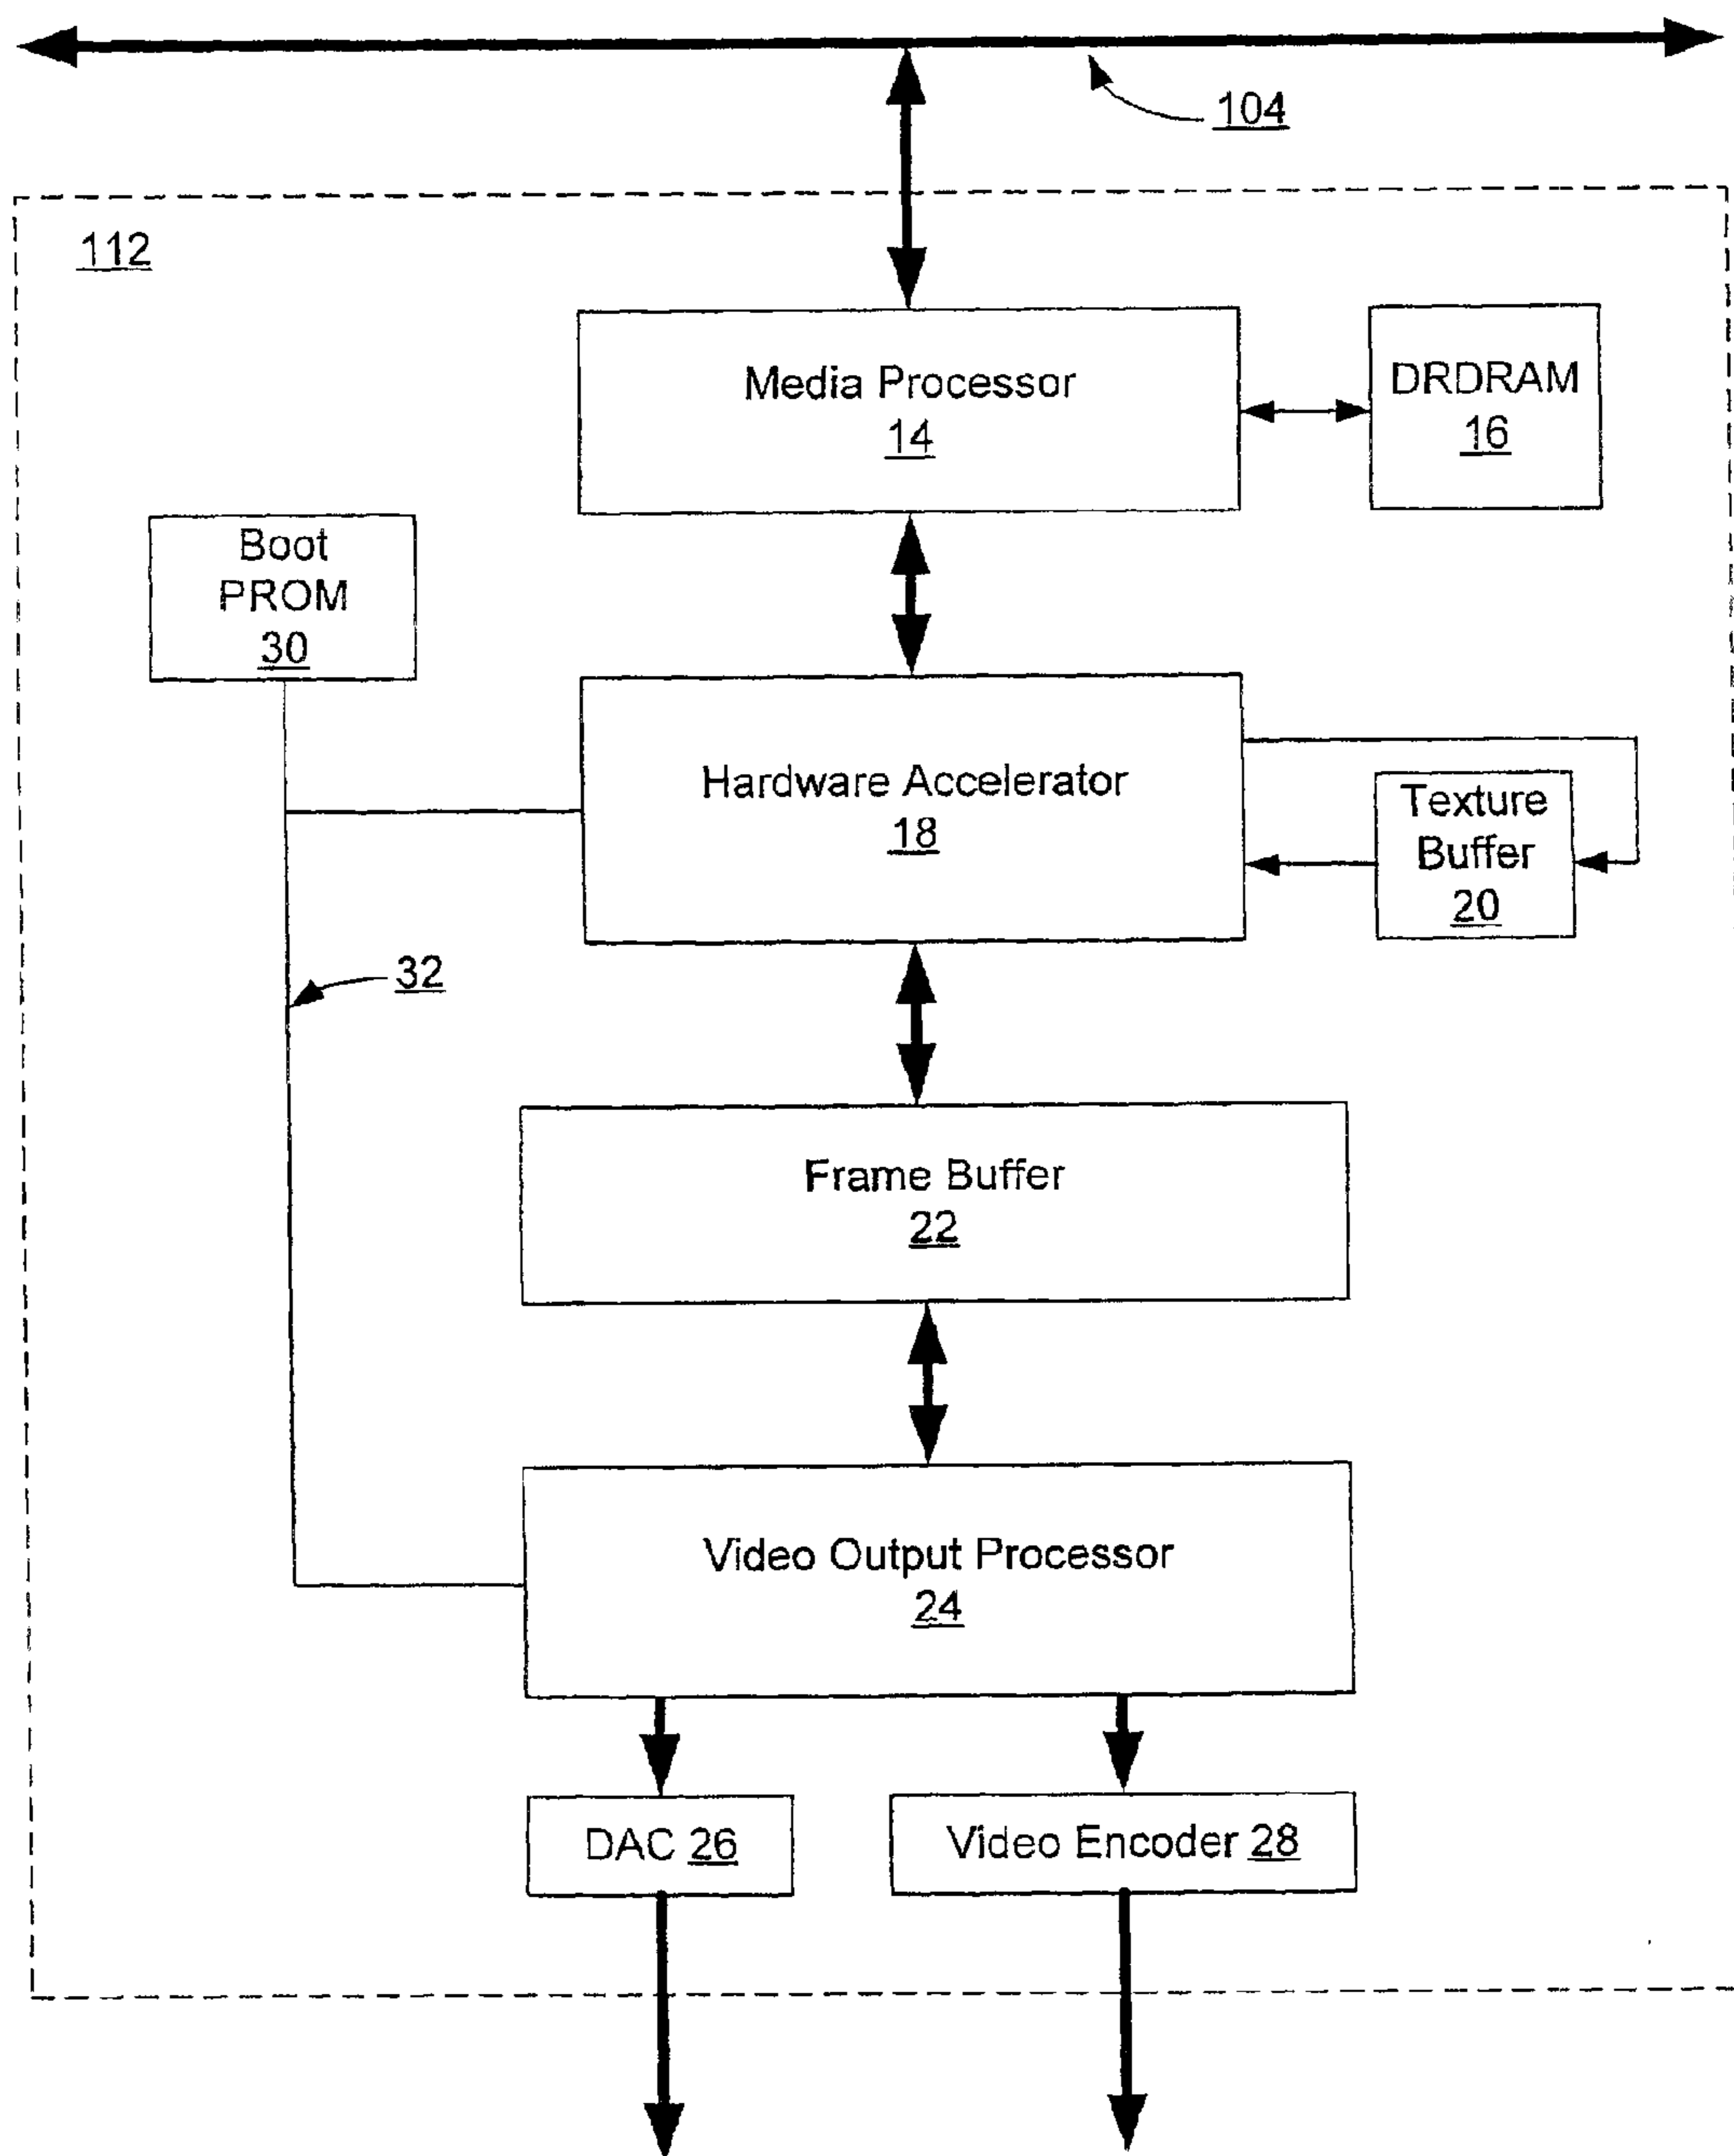 104
112
Media Processor
14
DRDRAM
16
Boot
PROM
30
Hardware Accelerator
18
Texture
Buffer
20
32
Frame Buffer
22
Video Output Processor
24
DAC 26
Video Encoder 28